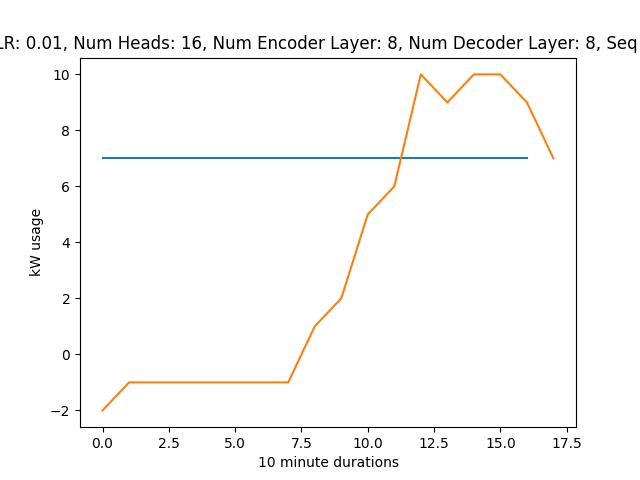 LR: 0.01, Num Heads: 16, Num Encoder Layer: 8, Num Decoder Layer: 8, Seq
10
8
6
4
2
0
−2
kW usage
0.0 2.5 5.0 7.5 10.0 12.5 15.0 17.5
10 minute durations